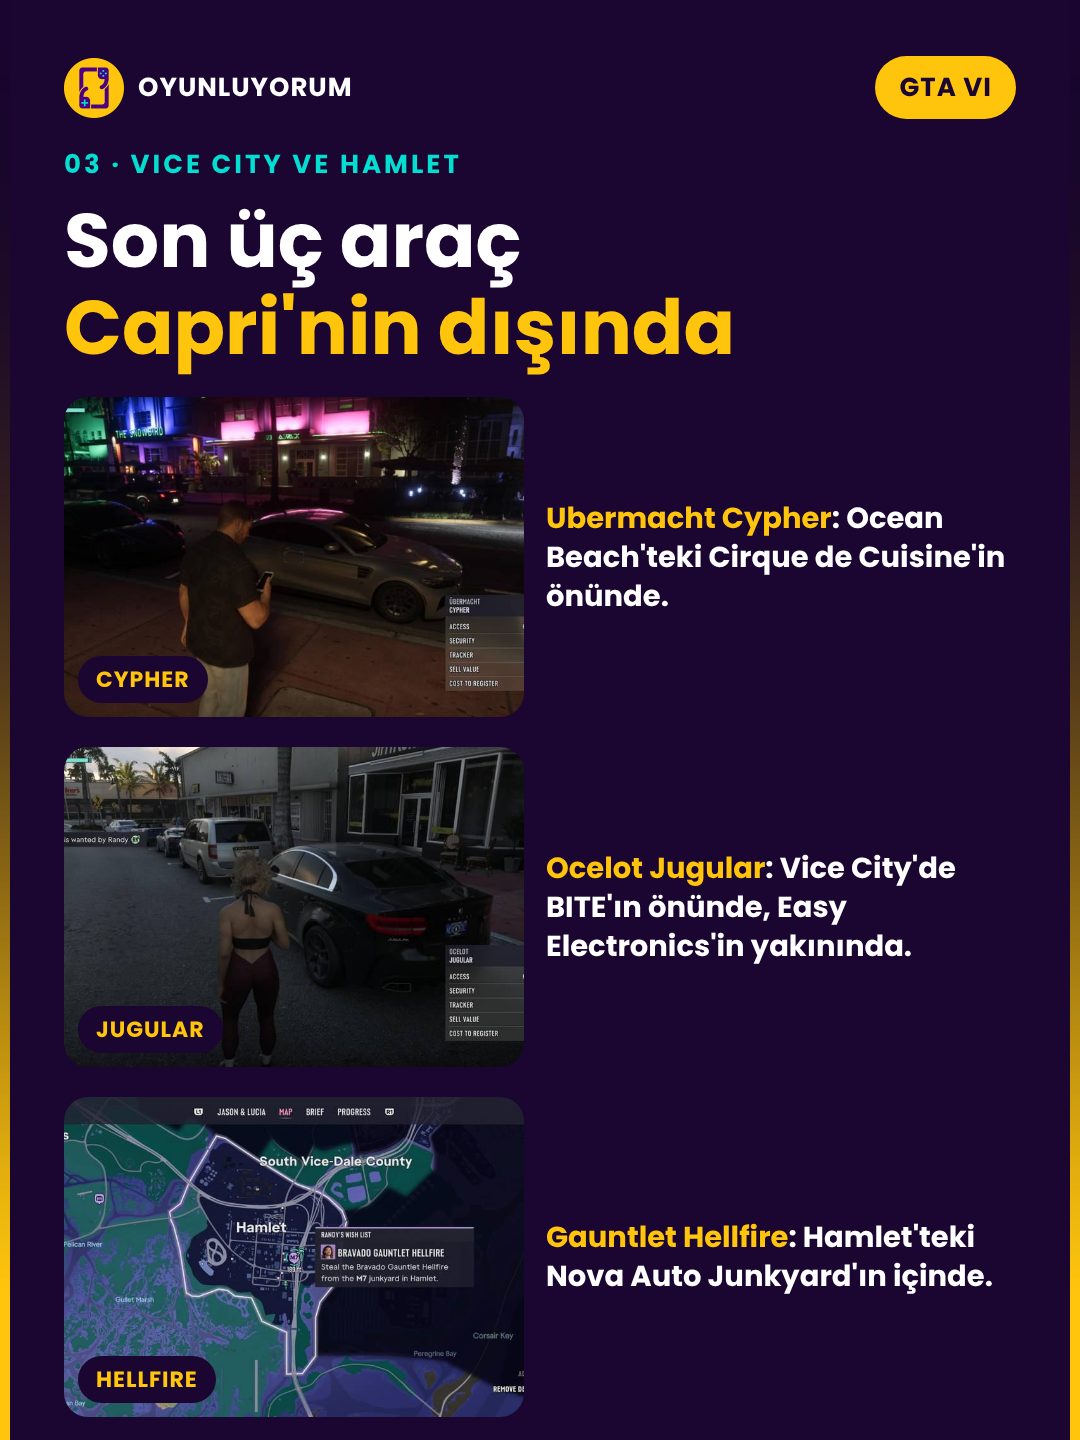 OYUNLUYORUM
GTA VI
03 · VICE CITY VE HAMLET
Son üç araç
Capri'nin dışında
THE SNOWBIRD
ÜBERMACHT
CYPHER
ACCESS
SECURITY
TRACKER
SELL VALUE
COST TO REGISTER
CYPHER
Ubermacht Cypher: Ocean
Beach'teki Cirque de Cuisine'in
önünde.
is wanted by Randy
OCELOT
JUGULAR
ACCESS
SECURITY
TRACKER
SELL VALUE
COST TO REGISTER
JUGULAR
Ocelot Jugular: Vice City'de
BITE'ın önünde, Easy
Electronics'in yakınında.
JASON & LUCIA
MAP
BRIEF
PROGRESS
South Vice-Dale County
Hamlet
RANDY'S WISH LIST
BRAVADO GAUNTLET HELLFIRE
Steal the Bravado Gauntlet Hellfire
from the M7 junkyard in Hamlet.
Pelican River
Gullet Marsh
Corsair Key
Peregrine Bay
REMOVE DE
HELLFIRE
Gauntlet Hellfire: Hamlet'teki
Nova Auto Junkyard'ın içinde.